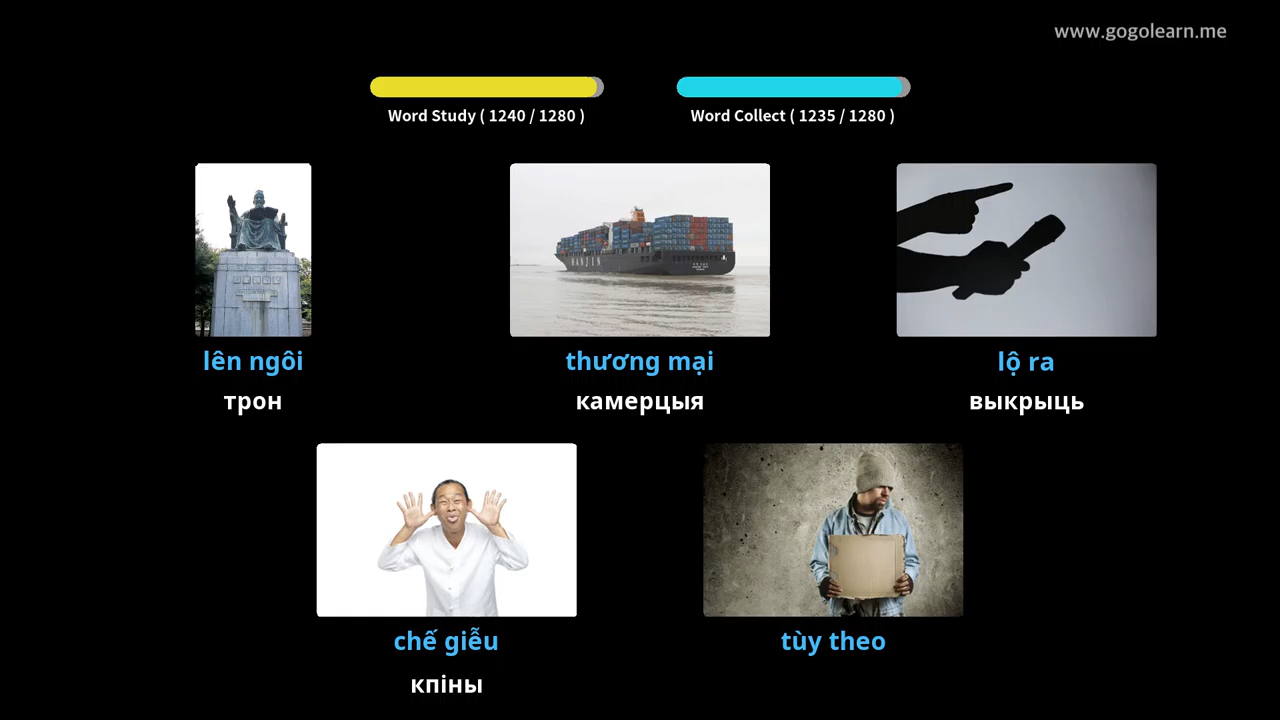 www.gogolearn.me
Word Study ( 1240 / 1280 )
Word Collect ( 1235 / 1280 )
HANJIN
lên ngôi
thương mại
lộ ra
трон
камерцыя
выкрыць
chế giễu
tùy theo
кпіны